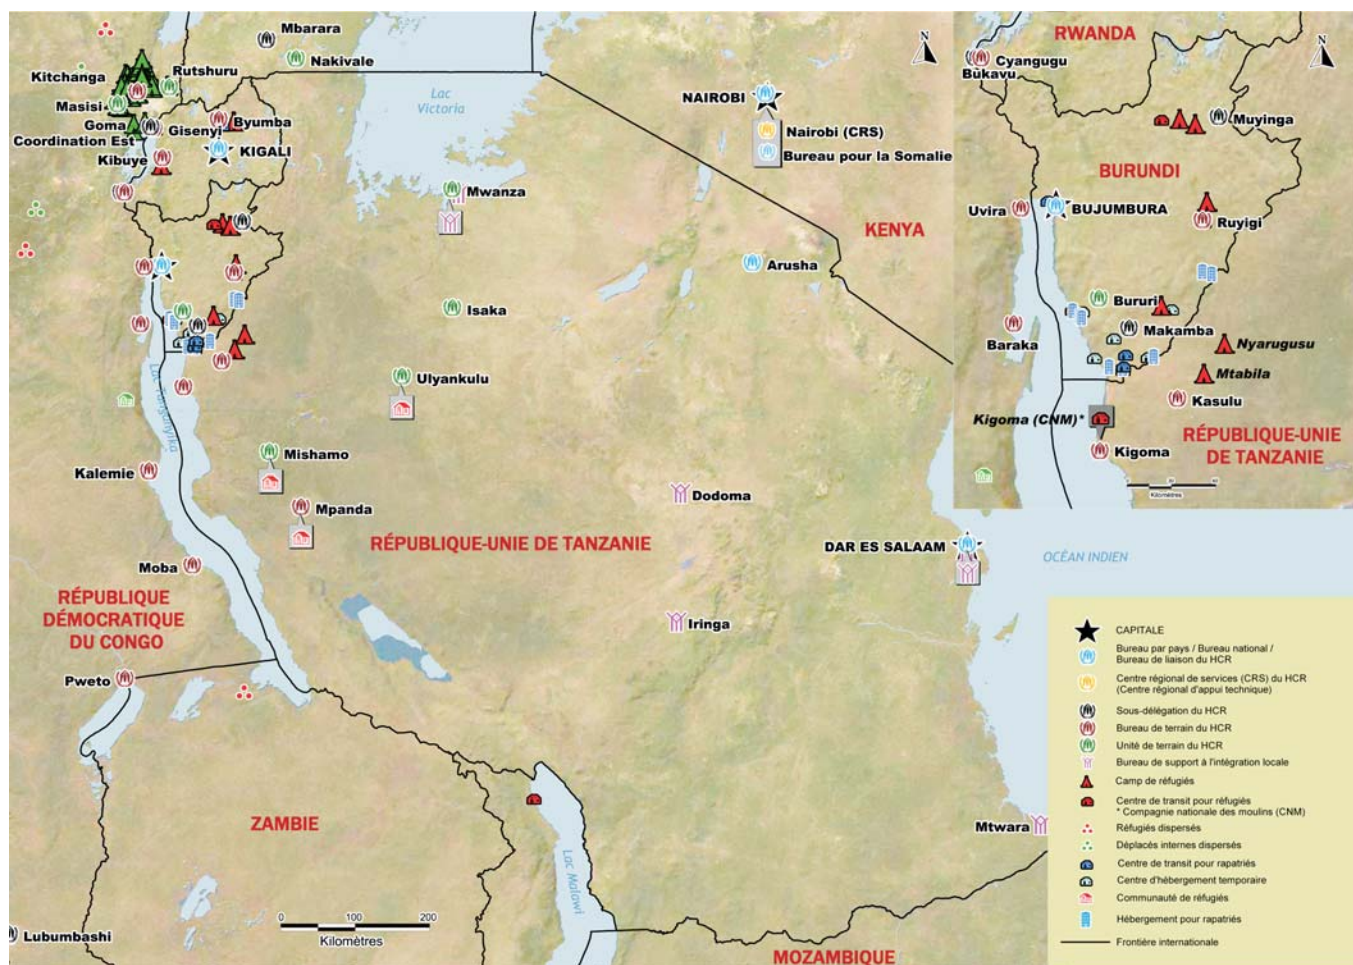 Mbarara
Nakivale
Kitchanga
Rutshuru
Masisi
Goma
Coordination Est
Gisenyi
Byumba
KIGALI
Kibuye
Lac
Victoria
NAIROBI
Nairobi (CRS)
Bureau pour la Somalie
Mwanza
KENYA
Arusha
Isaka
Ulyankulu
Lac Tanganyika
Mishamo
Kalemie
Mpanda
Dodoma
RÉPUBLIQUE-UNIE DE TANZANIE
DAR ES SALAAM
OCÉAN INDIEN
Moba
RÉPUBLIQUE
DÉMOCRATIQUE
DU CONGO
Iringa
Pweto
ZAMBIE
Mtwara
Lac Malawi
0 100 200
Kilomètres
Lubumbashi
MOZAMBIQUE
N
RWANDA
N
Cyangugu
Bukavu
Muyinga
BURUNDI
Uvira
BUJUMBURA
Ruyigi
Bururi
Makamba
Baraka
Nyarugusu
Mtabila
Kasulu
Kigoma (CNM)*
RÉPUBLIQUE-UNIE
DE TANZANIE
Kigoma
Kilomètres
CAPITALE
Bureau par pays / Bureau national /
Bureau de liaison du HCR
Centre régional de services (CRS) du HCR
(Centre régional d'appui technique)
Sous-délégation du HCR
Bureau de terrain du HCR
Unité de terrain du HCR
Bureau de support à l'intégration locale
Camp de réfugiés
Centre de transit pour réfugiés
* Compagnie nationale des moulins (CNM)
Réfugiés dispersés
Déplacés internes dispersés
Centre de transit pour rapatriés
Centre d'hébergement temporaire
Communauté de réfugiés
Hébergement pour rapatriés
Frontière internationale